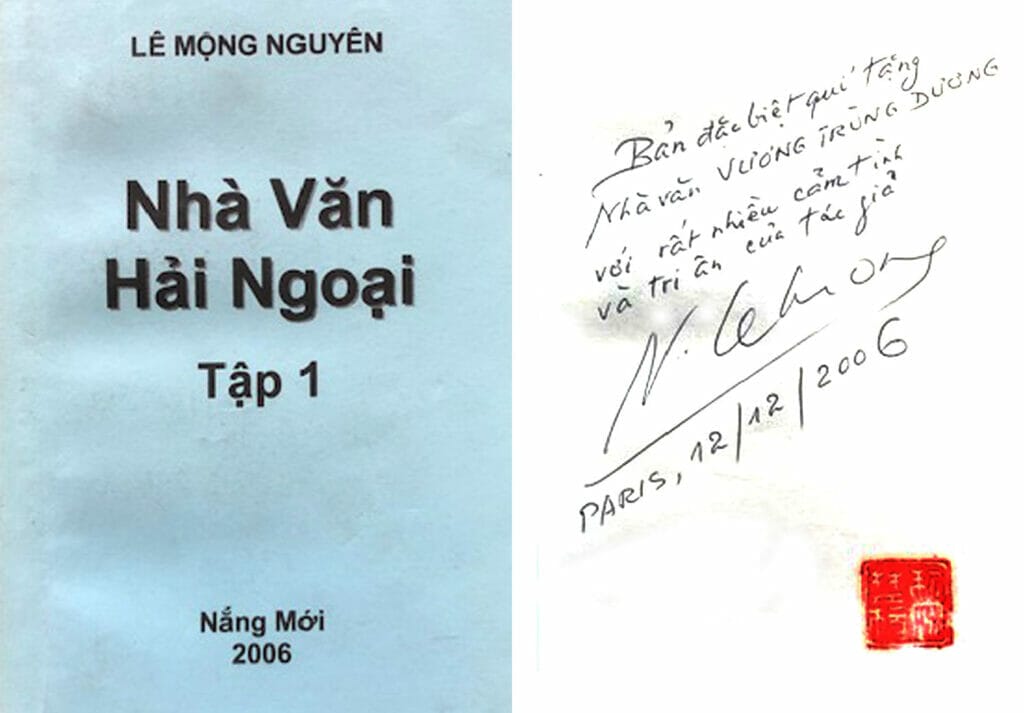 LÊ MỘNG NGUYÊN
Nhà Văn
Hải Ngoại
Tập 1
Nắng Mới
2006
Bản đặc biệt quí tặng
Nhà văn VƯƠNG TRÙNG DƯƠNG
với rất nhiều cảm tình
và tri ân của tác giả
PARIS, 12/12/2006